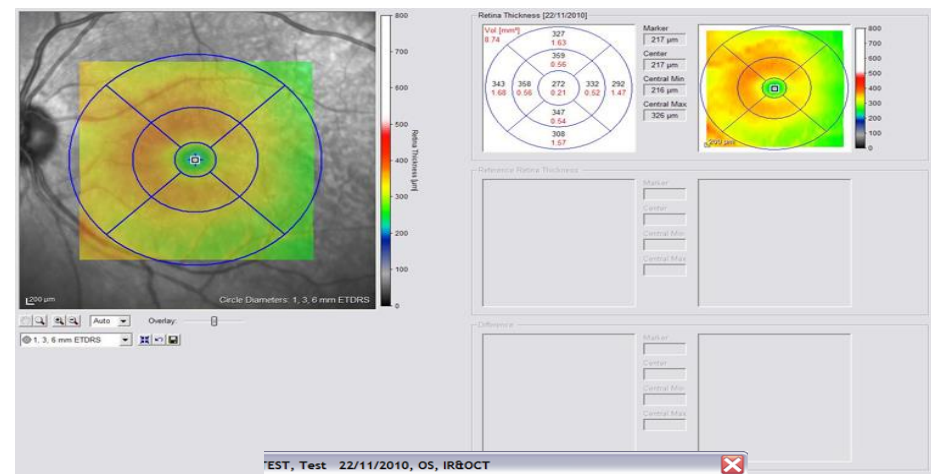 800
700
600
500
400
300
200
100
0
Retina Thickness [µm]
200 µm
Circle Diameters: 1, 3, 6 mm ETDRS
Auto
Overlay:
1, 3, 6 mm ETDRS
Retina Thickness [22/11/2010]
Vol [mm³]
8.74
327
1.63
359
0.56
343 358 272 332 292
1.68 0.56 0.21 0.52 1.47
347
0.54
308
1.57
Marker
217 µm
Center
217 µm
Central Min
216 µm
Central Max
326 µm
200 µm
800
700
600
500
400
300
200
100
0
Reference Retina Thickness
Marker
Center
Central Min
Central Max
Difference
Marker
Center
Central Min
Central Max
TEST, Test 22/11/2010, OS, IR&OCT